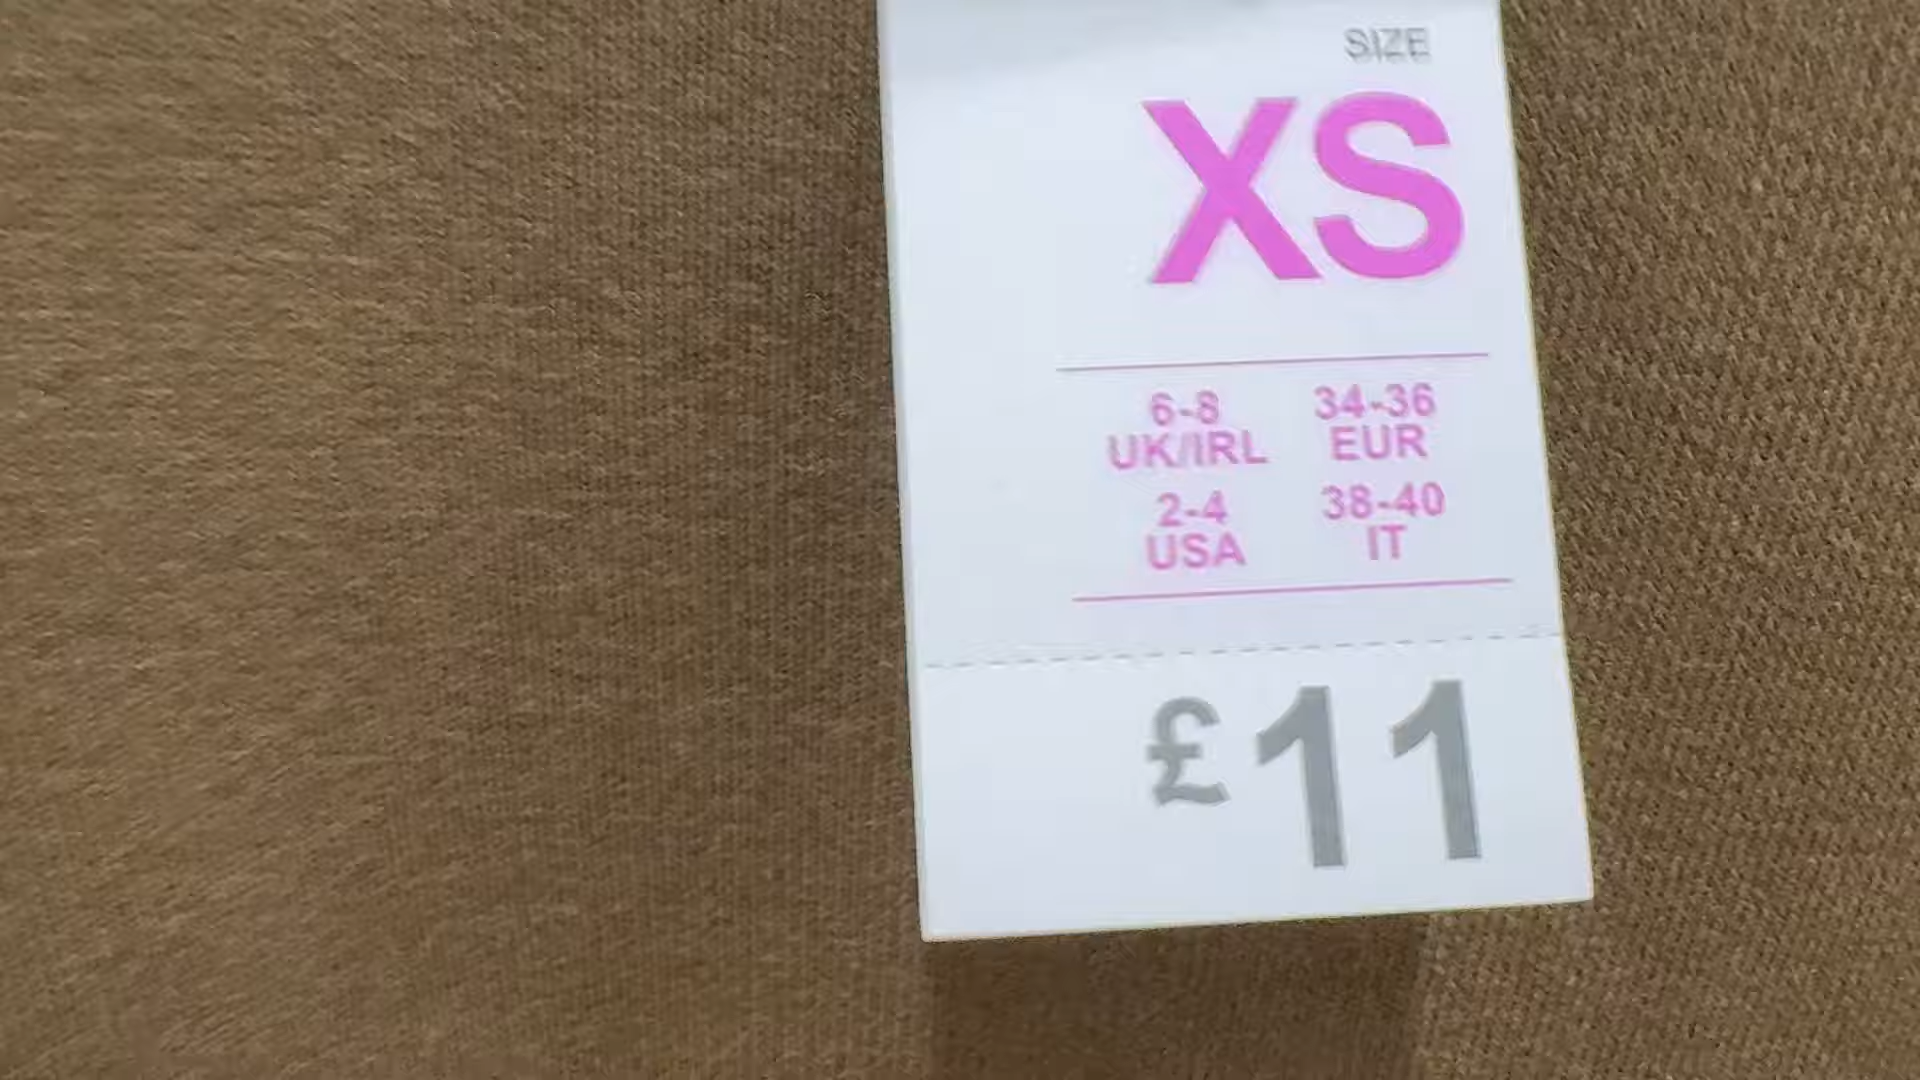 SIZE
XS
6-8 34-36
UK/IRL EUR
2-4 38-40
USA IT
£11